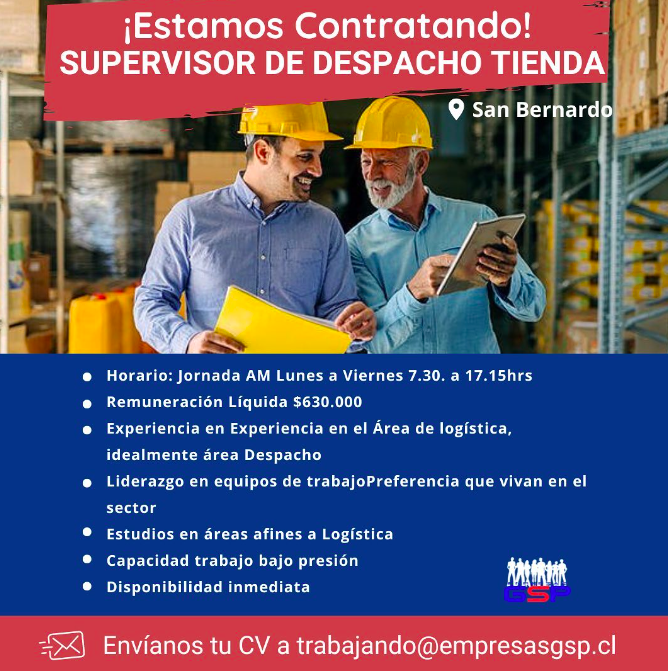 ¡Estamos Contratando!
SUPERVISOR DE DESPACHO TIENDA
San Bernardo
Horario: Jornada AM Lunes a Viernes 7.30. a 17.15hrs
Remuneración Líquida $630.000
Experiencia en Experiencia en el Área de logística,
idealmente área Despacho
Liderazgo en equipos de trabajoPreferencia que vivan en el
sector
Estudios en áreas afines a Logística
Capacidad trabajo bajo presión
Disponibilidad inmediata
GSP
Envíanos tu CV a trabajando@empresasgsp.cl